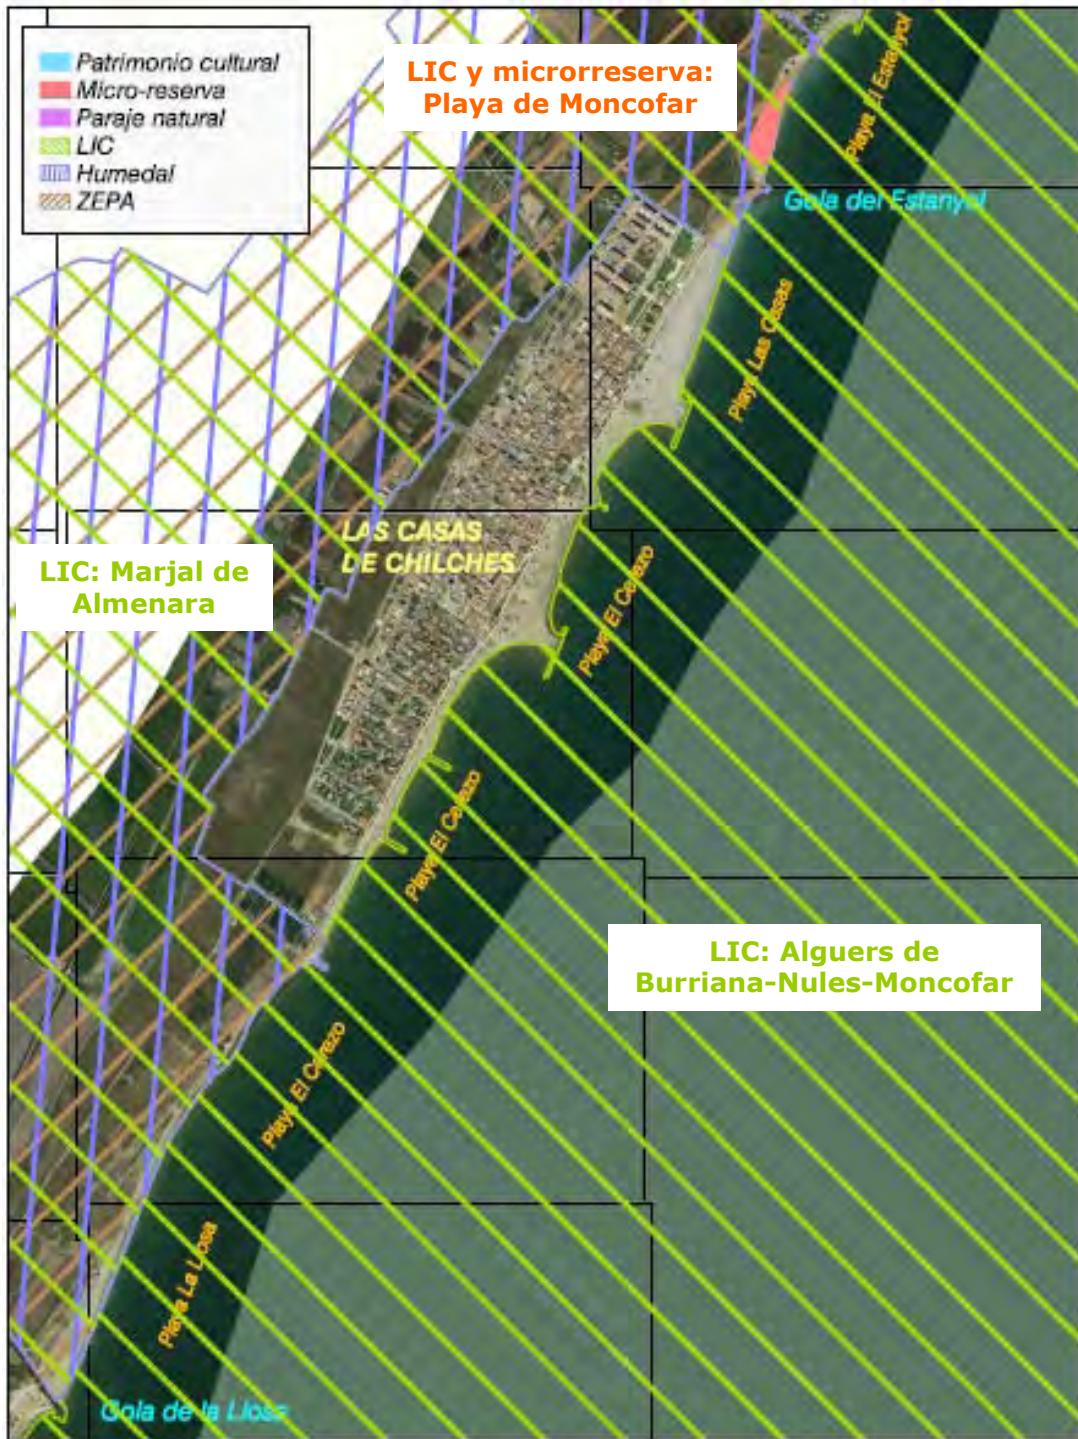 Patrimonio cultural
Micro-reserva
Paraje natural
LIC
Humedal
ZEPA
LIC y microrreserva:
Playa de Moncofar
Playa El Estanyol
Gola del Estanyol
Playa Las Casas
LAS CASAS
DE CHILCHES
LIC: Marjal de
Almenara
Playa El Cerezo
Playa El Cerezo
LIC: Alguers de
Burriana-Nules-Moncofar
Playa El Cerezo
Playa La Llosa
Gola de la Llosa